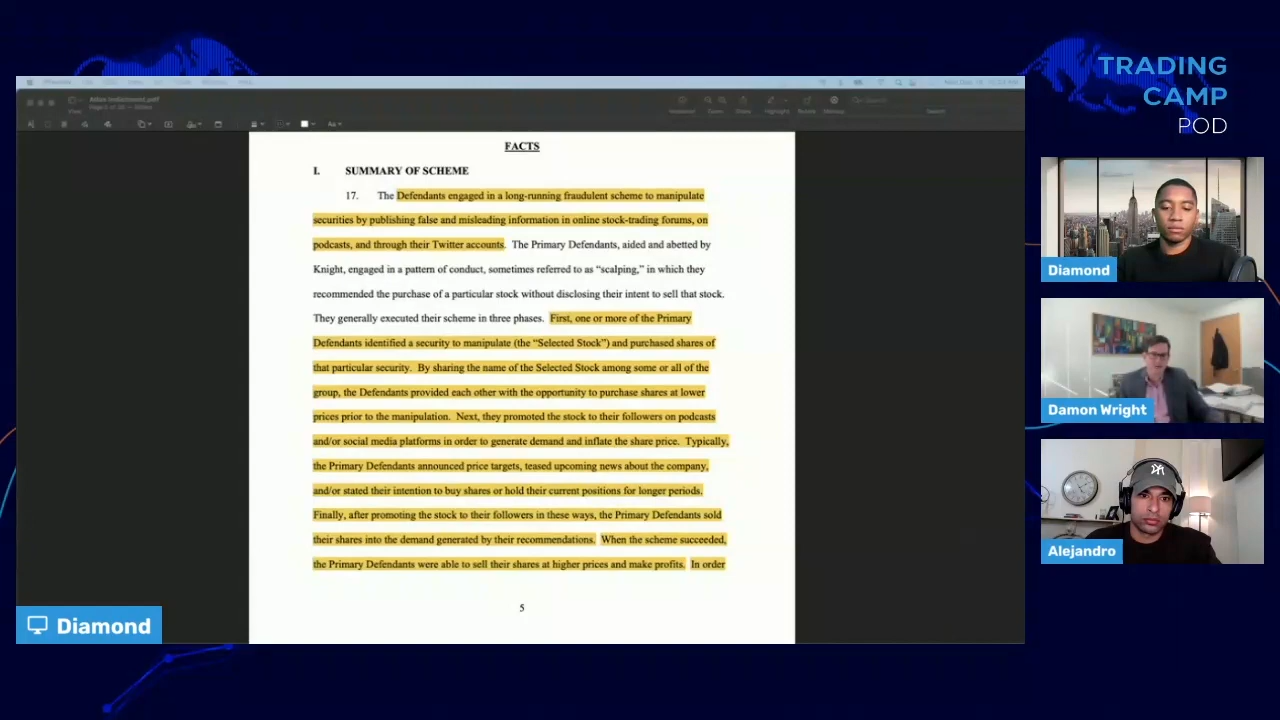 TRADING
CAMP
POD
Atlas Indictment.pdf
FACTS
I. SUMMARY OF SCHEME
17. The Defendants engaged in a long-running fraudulent scheme to manipulate
securities by publishing false and misleading information in online stock-trading forums, on
podcasts, and through their Twitter accounts. The Primary Defendants, aided and abetted by
Knight, engaged in a pattern of conduct, sometimes referred to as “scalping,” in which they
recommended the purchase of a particular stock without disclosing their intent to sell that stock.
They generally executed their scheme in three phases. First, one or more of the Primary
Defendants identified a security to manipulate (the “Selected Stock”) and purchased shares of
that particular security. By sharing the name of the Selected Stock among some or all of the
group, the Defendants provided each other with the opportunity to purchase shares at lower
prices prior to the manipulation. Next, they promoted the stock to their followers on podcasts
and/or social media platforms in order to generate demand and inflate the share price. Typically,
the Primary Defendants announced price targets, teased upcoming news about the company,
and/or stated their intention to buy shares or hold their current positions for longer periods.
Finally, after promoting the stock to their followers in these ways, the Primary Defendants sold
their shares into the demand generated by their recommendations. When the scheme succeeded,
the Primary Defendants were able to sell their shares at higher prices and make profits. In order
5
Diamond
Diamond
Damon Wright
Alejandro